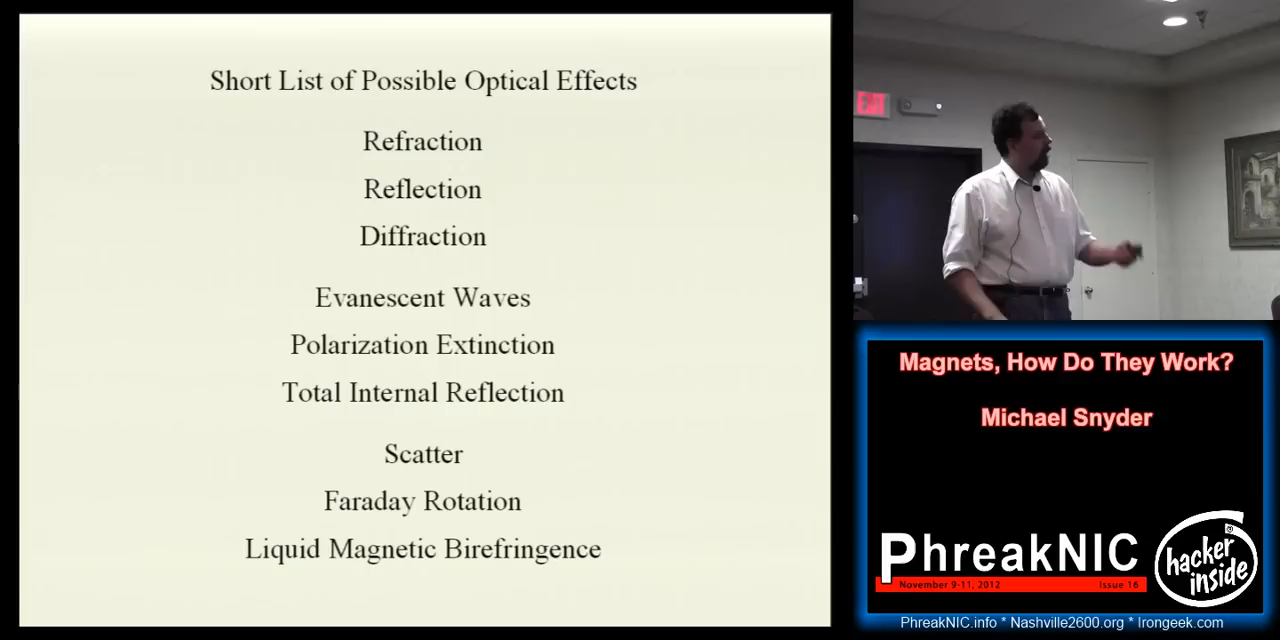 Short List of Possible Optical Effects
Refraction
Reflection
Diffraction
Evanescent Waves
Polarization Extinction
Total Internal Reflection
Scatter
Faraday Rotation
Liquid Magnetic Birefringence
EXIT
Magnets, How Do They Work?
Michael Snyder
PhreakNIC
November 9-11, 2012 Issue 16
hacker
inside
PhreakNIC.info * Nashville2600.org * Irongeek.com